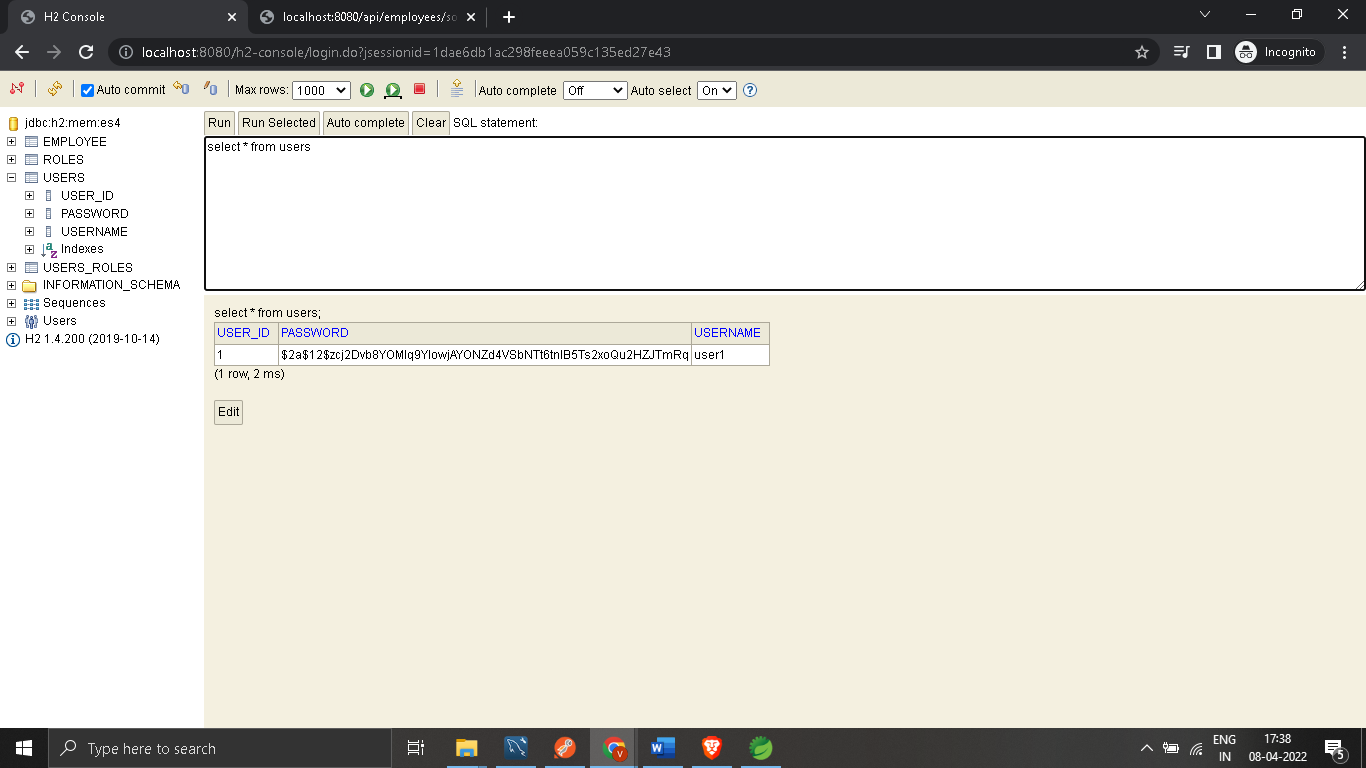 H2 Console
localhost:8080/api/employees/so
localhost:8080/h2-console/login.do?jsessionid=1dae6db1ac298feeea059c135ed27e43
Incognito
Auto commit
Max rows: 1000
Auto complete Off
Auto select On
jdbc:h2:mem:es4
EMPLOYEE
ROLES
USERS
USER_ID
PASSWORD
USERNAME
Indexes
USERS_ROLES
INFORMATION_SCHEMA
Sequences
Users
H2 1.4.200 (2019-10-14)
Run Run Selected Auto complete Clear SQL statement:
select * from users
select * from users;
USER_ID PASSWORD USERNAME
1 $2a$12$zcj2Dvb8YOMlq9YlowjAYONZd4VSbNTt6tnlB5Ts2xoQu2HZJTmRq user1
(1 row, 2 ms)
Edit
Type here to search
ENG
IN
17:38
08-04-2022
5